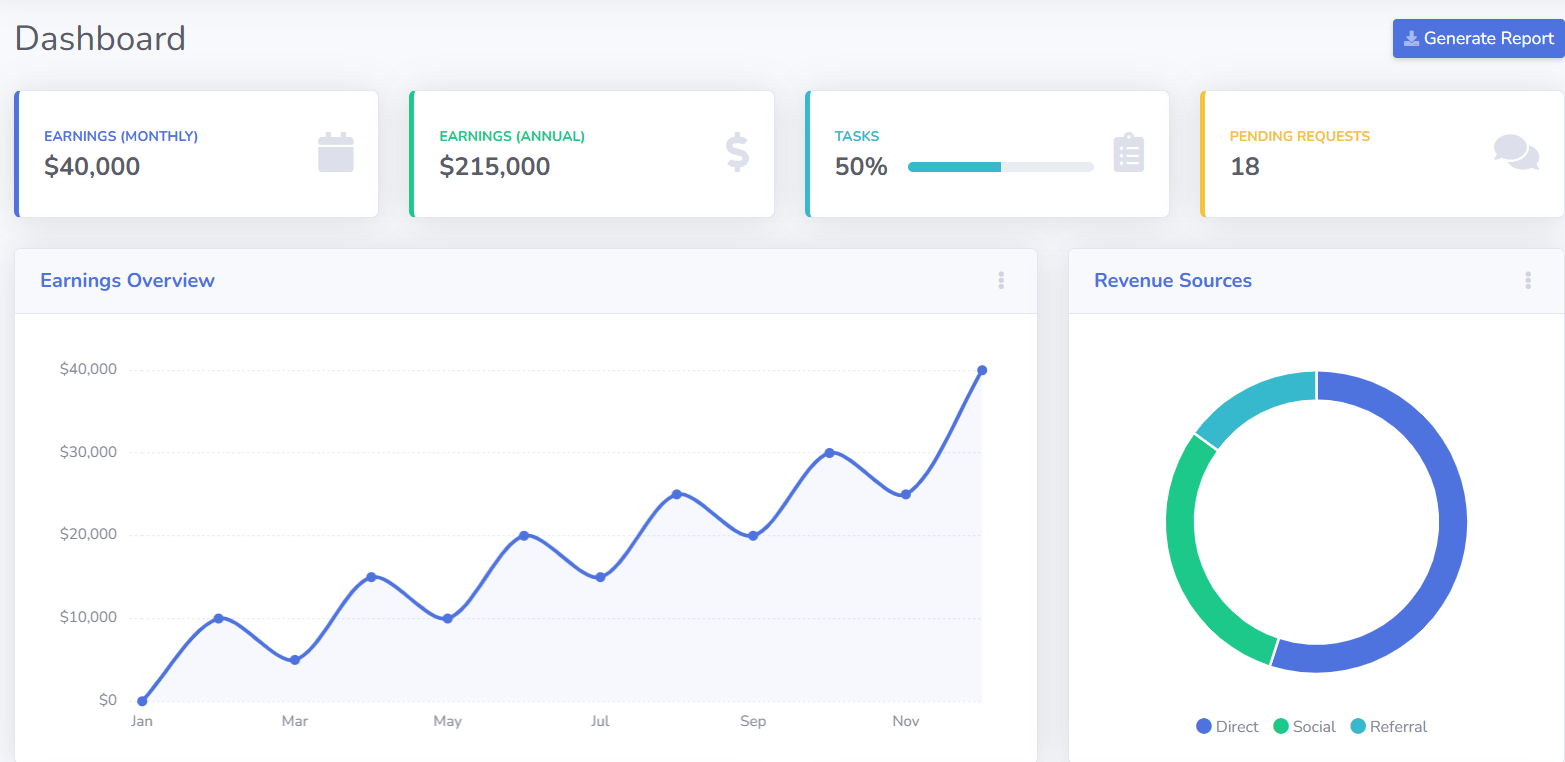 Dashboard
Generate Report
EARNINGS (MONTHLY)
$40,000
EARNINGS (ANNUAL)
$215,000
TASKS
50%
PENDING REQUESTS
18
Earnings Overview
$40,000
$30,000
$20,000
$10,000
$0
Jan Mar May Jul Sep Nov
Revenue Sources
Direct Social Referral